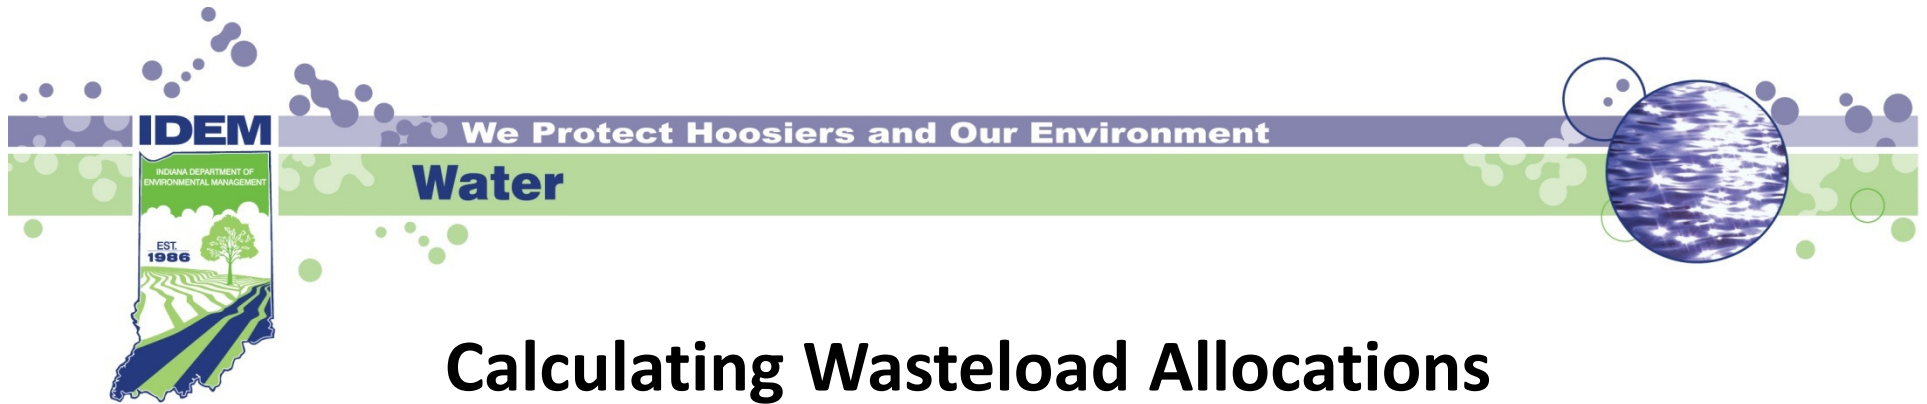 IDEM
We Protect Hoosiers and Our Environment
Water
INDIANA DEPARTMENT OF
ENVIRONMENTAL MANAGEMENT
EST.
1986
Calculating Wasteload Allocations